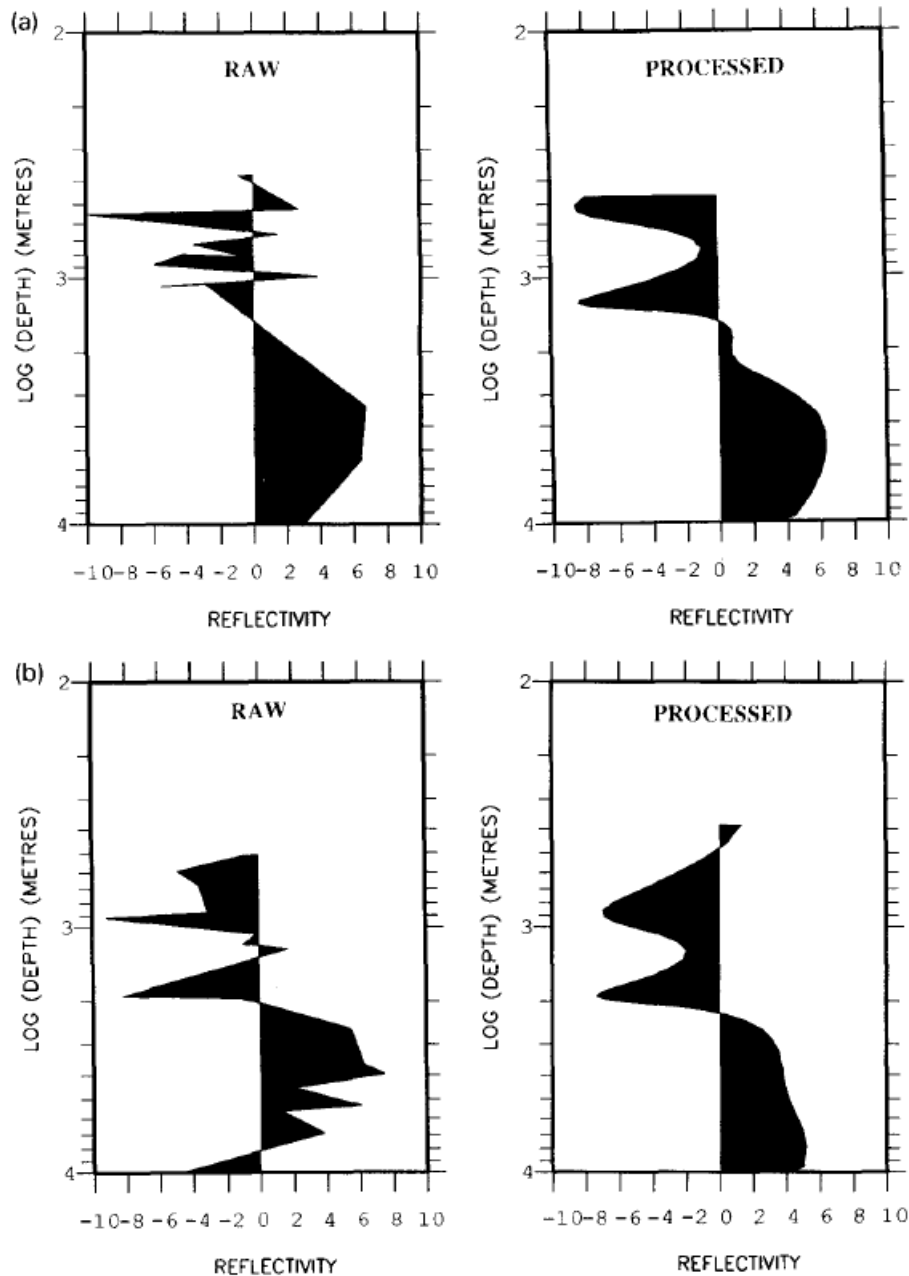 (a)
RAW
PROCESSED
2
3
4
LOG (DEPTH) (METRES)
-10 -8 -6 -4 -2 0 2 4 6 8 10
REFLECTIVITY
2
3
4
LOG (DEPTH) (METRES)
-10 -8 -6 -4 -2 0 2 4 6 8 10
REFLECTIVITY
(b)
RAW
PROCESSED
2
3
4
LOG (DEPTH) (METRES)
-10 -8 -6 -4 -2 0 2 4 6 8 10
REFLECTIVITY
2
3
4
LOG (DEPTH) (METRES)
-10 -8 -6 -4 -2 0 2 4 6 8 10
REFLECTIVITY